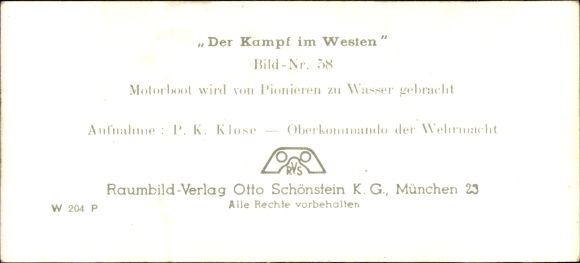 „Der Kampf im Westen"
Bild-Nr. 58
Motorboot wird von Pionieren zu Wasser gebracht
Aufnahme: P. K. Klose — Oberkommando der Wehrmacht
RVS
Raumbild-Verlag Otto Schönstein K. G., München 23
Alle Rechte vorbehalten
W 204 P